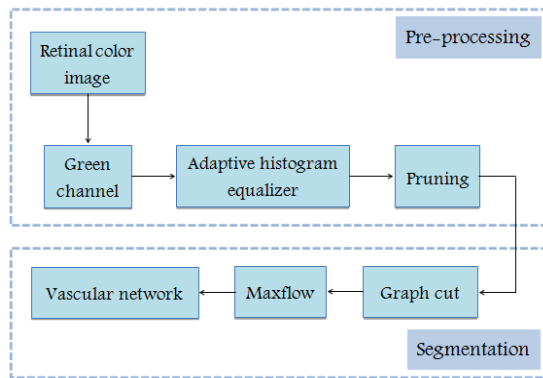 Pre-processing
Retinal color
image
Green
channel
Adaptive histogram
equalizer
Pruning
Vascular network
Maxflow
Graph cut
Segmentation